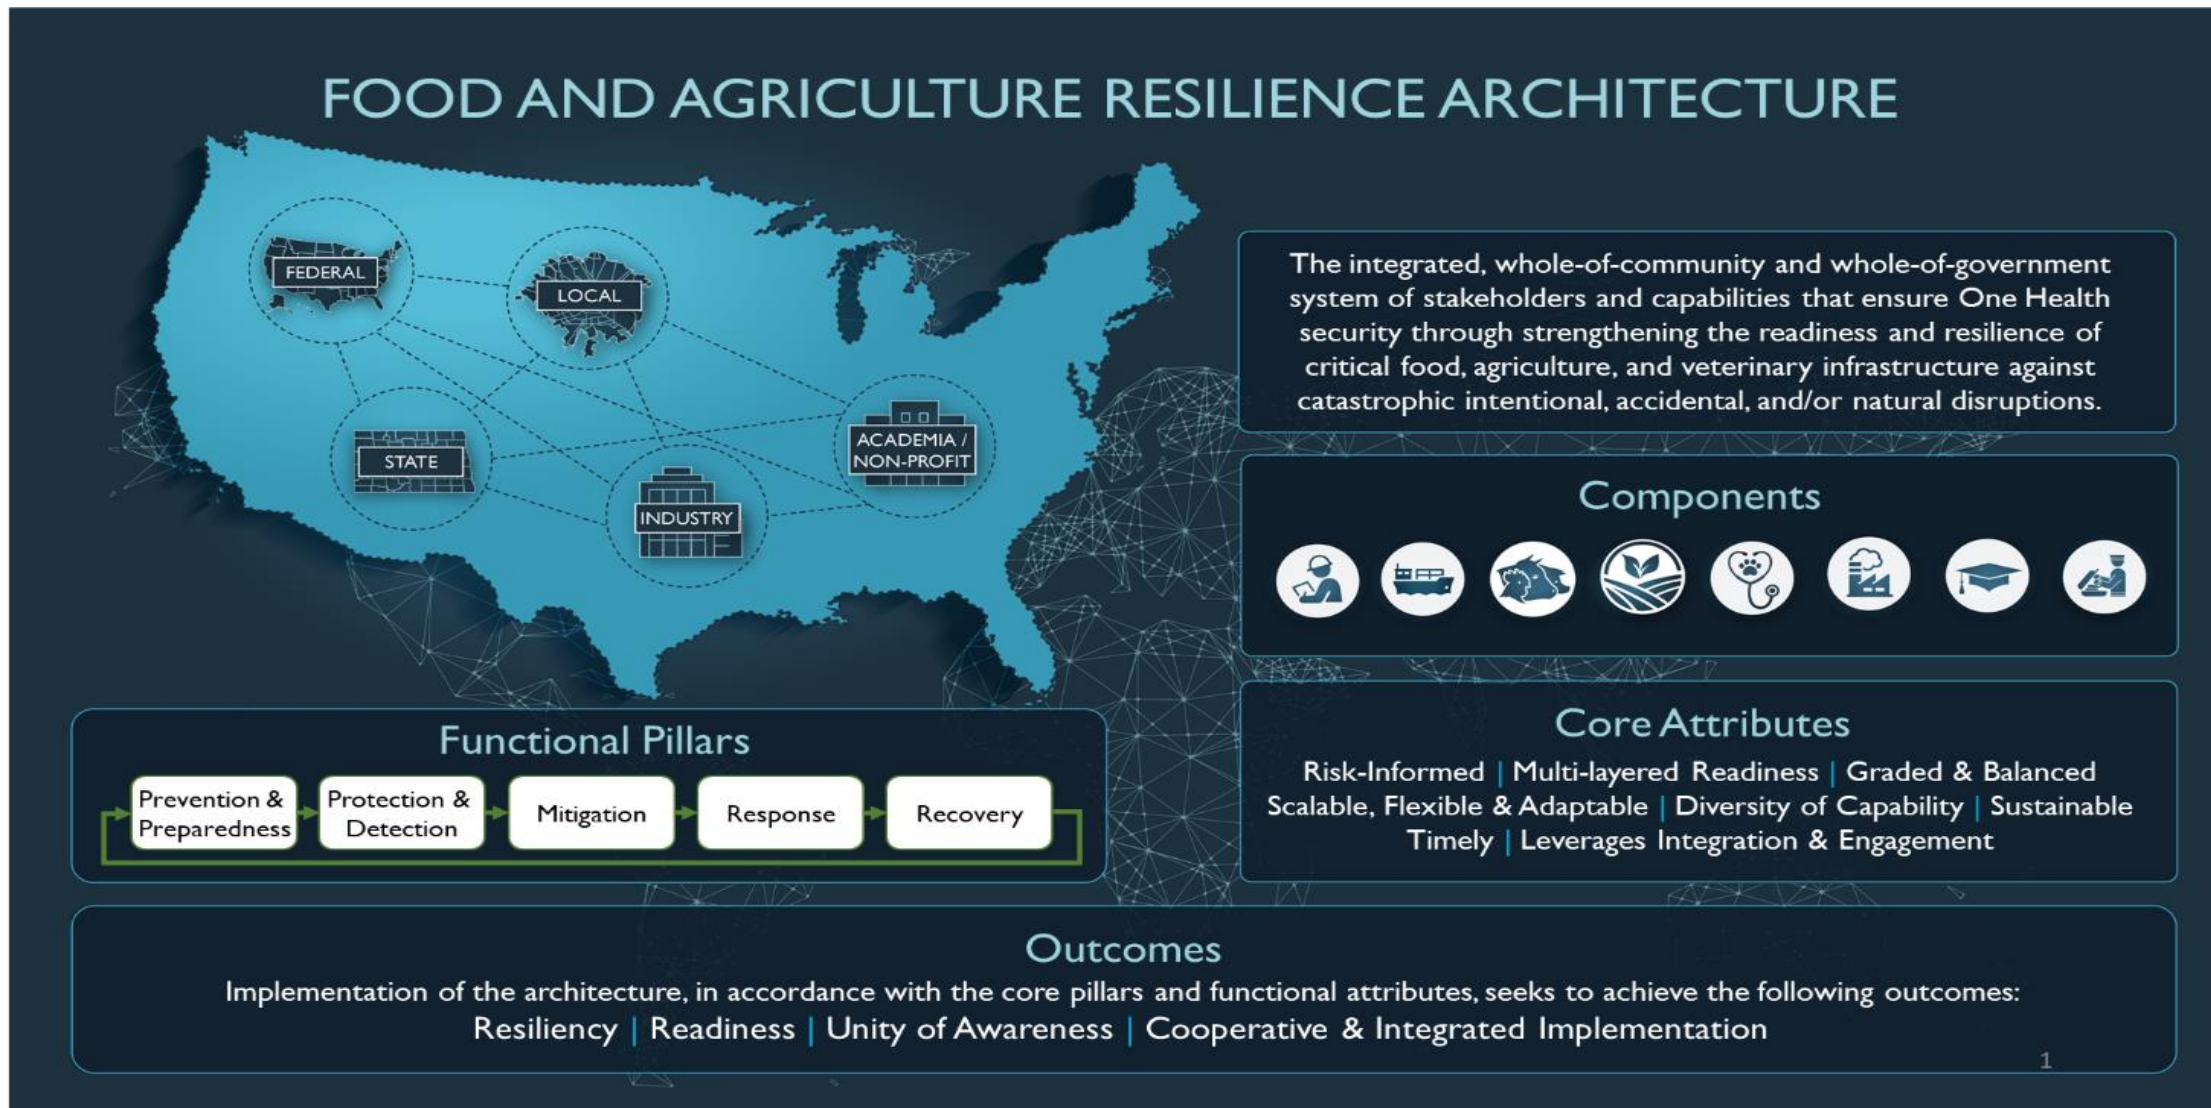 FOOD AND AGRICULTURE RESILIENCE ARCHITECTURE
FEDERAL
LOCAL
STATE
ACADEMIA /
NON-PROFIT
INDUSTRY
The integrated, whole-of-community and whole-of-government
system of stakeholders and capabilities that ensure One Health
security through strengthening the readiness and resilience of
critical food, agriculture, and veterinary infrastructure against
catastrophic intentional, accidental, and/or natural disruptions.
Components
Functional Pillars
Prevention &
Preparedness
Protection &
Detection
Mitigation
Response
Recovery
Core Attributes
Risk-Informed | Multi-layered Readiness | Graded & Balanced
Scalable, Flexible & Adaptable | Diversity of Capability | Sustainable
Timely | Leverages Integration & Engagement
Outcomes
Implementation of the architecture, in accordance with the core pillars and functional attributes, seeks to achieve the following outcomes:
Resiliency | Readiness | Unity of Awareness | Cooperative & Integrated Implementation
1